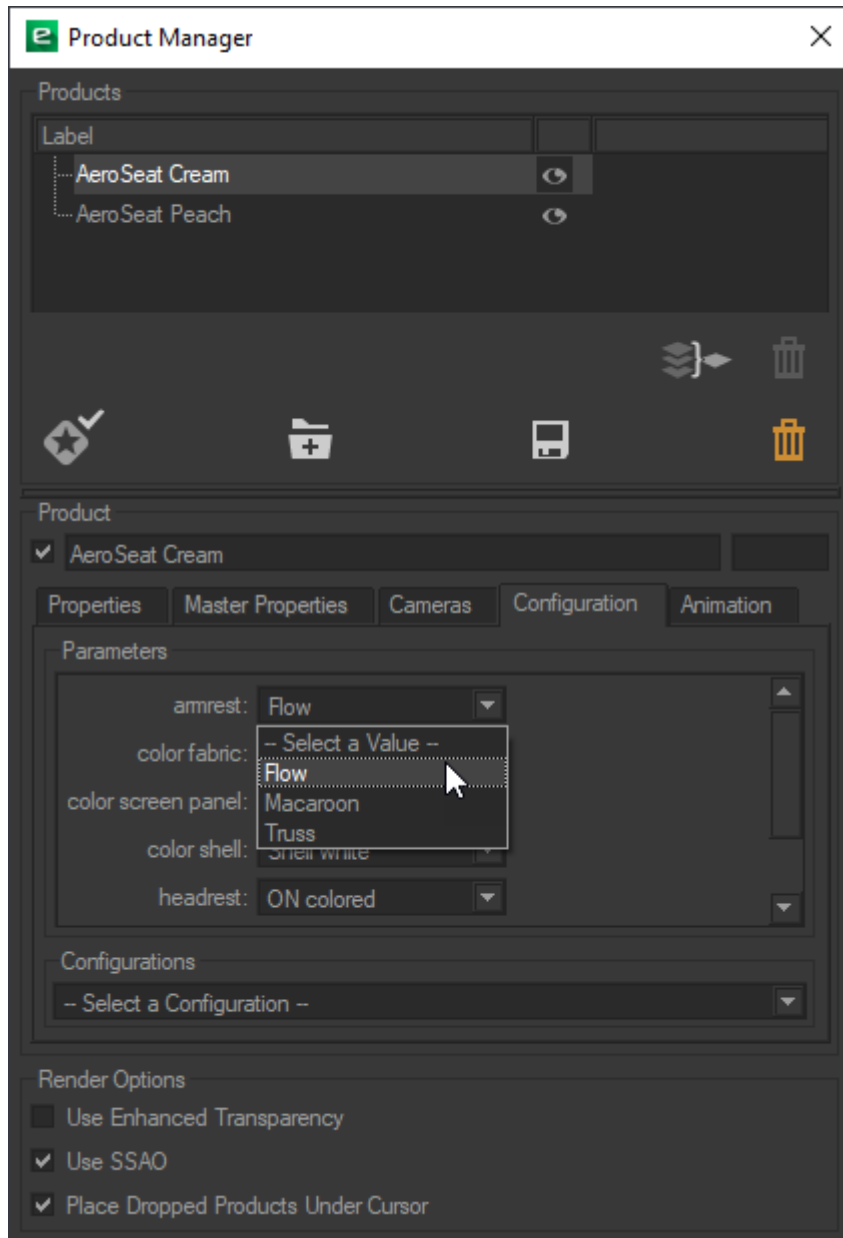 Product Manager
Products
Label
AeroSeat Cream
AeroSeat Peach
Product
AeroSeat Cream
Properties Master Properties Cameras Configuration Animation
Parameters
armrest: Flow
-- Select a Value --
color fabric:
Flow
color screen panel: Macaroon
Truss
color shell: Shell white
headrest: ON colored
Configurations
-- Select a Configuration --
Render Options
Use Enhanced Transparency
Use SSAO
Place Dropped Products Under Cursor